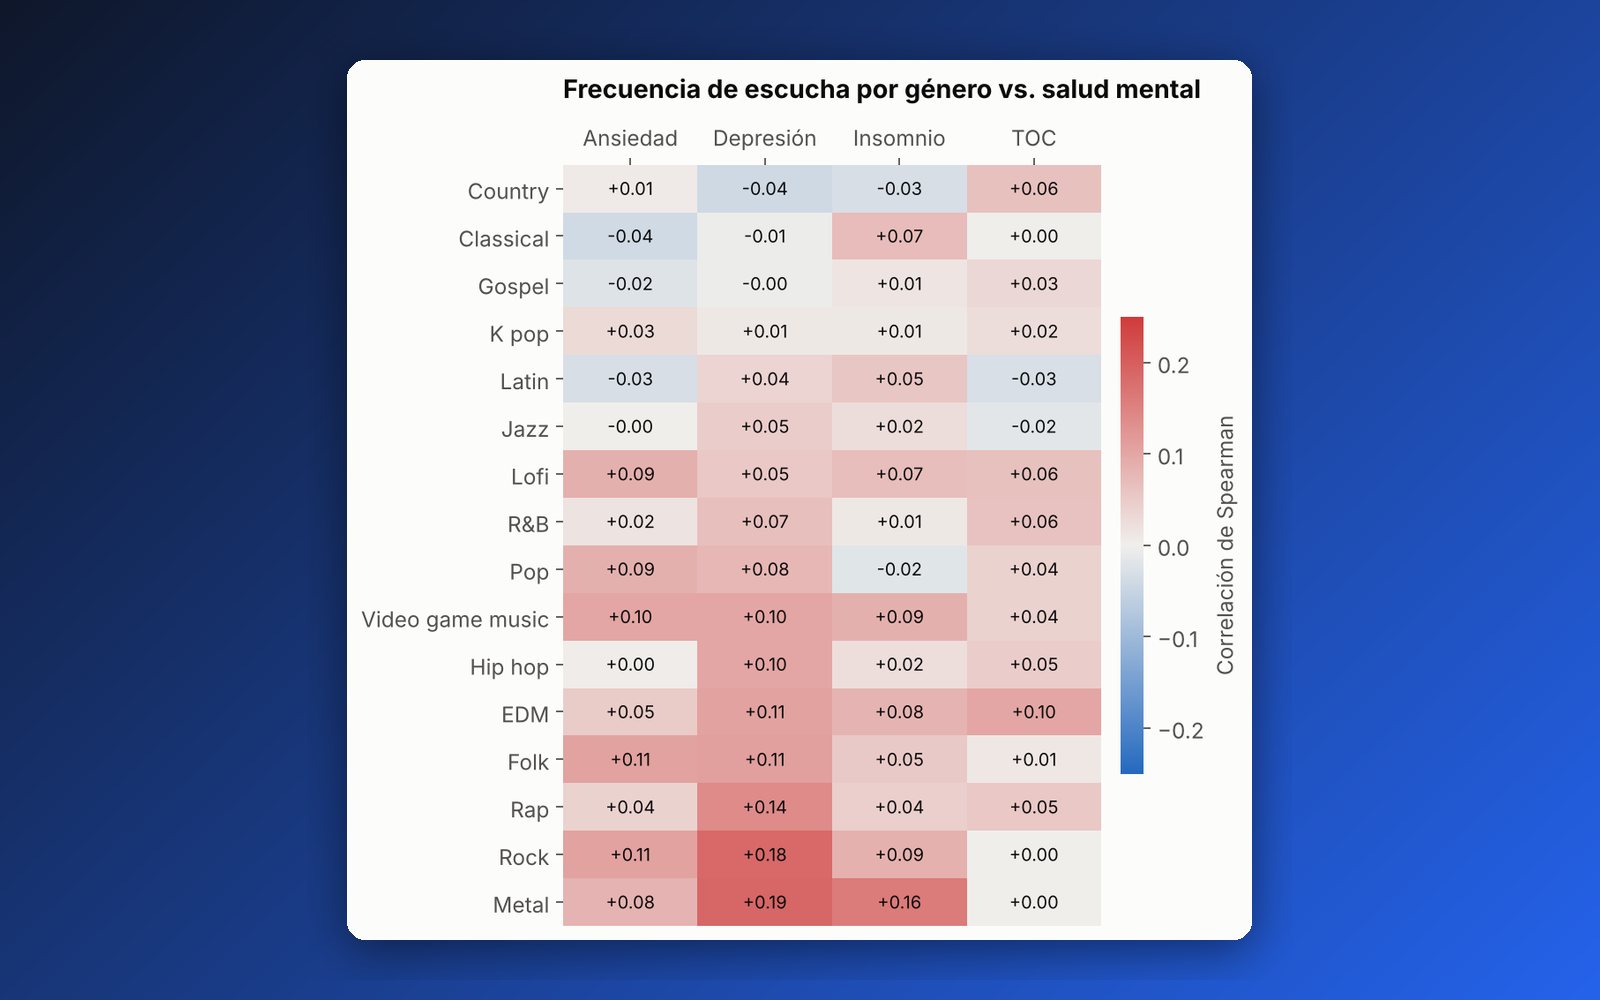 Frecuencia de escucha por género vs. salud mental
Ansiedad Depresión Insomnio TOC
Country +0.01 -0.04 -0.03 +0.06
Classical -0.04 -0.01 +0.07 +0.00
Gospel -0.02 -0.00 +0.01 +0.03
K pop +0.03 +0.01 +0.01 +0.02
Latin -0.03 +0.04 +0.05 -0.03
Jazz -0.00 +0.05 +0.02 -0.02
Lofi +0.09 +0.05 +0.07 +0.06
R&B +0.02 +0.07 +0.01 +0.06
Pop +0.09 +0.08 -0.02 +0.04
Video game music +0.10 +0.10 +0.09 +0.04
Hip hop +0.00 +0.10 +0.02 +0.05
EDM +0.05 +0.11 +0.08 +0.10
Folk +0.11 +0.11 +0.05 +0.01
Rap +0.04 +0.14 +0.04 +0.05
Rock +0.11 +0.18 +0.09 +0.00
Metal +0.08 +0.19 +0.16 +0.00
0.2
0.1
0.0
−0.1
−0.2
Correlación de Spearman